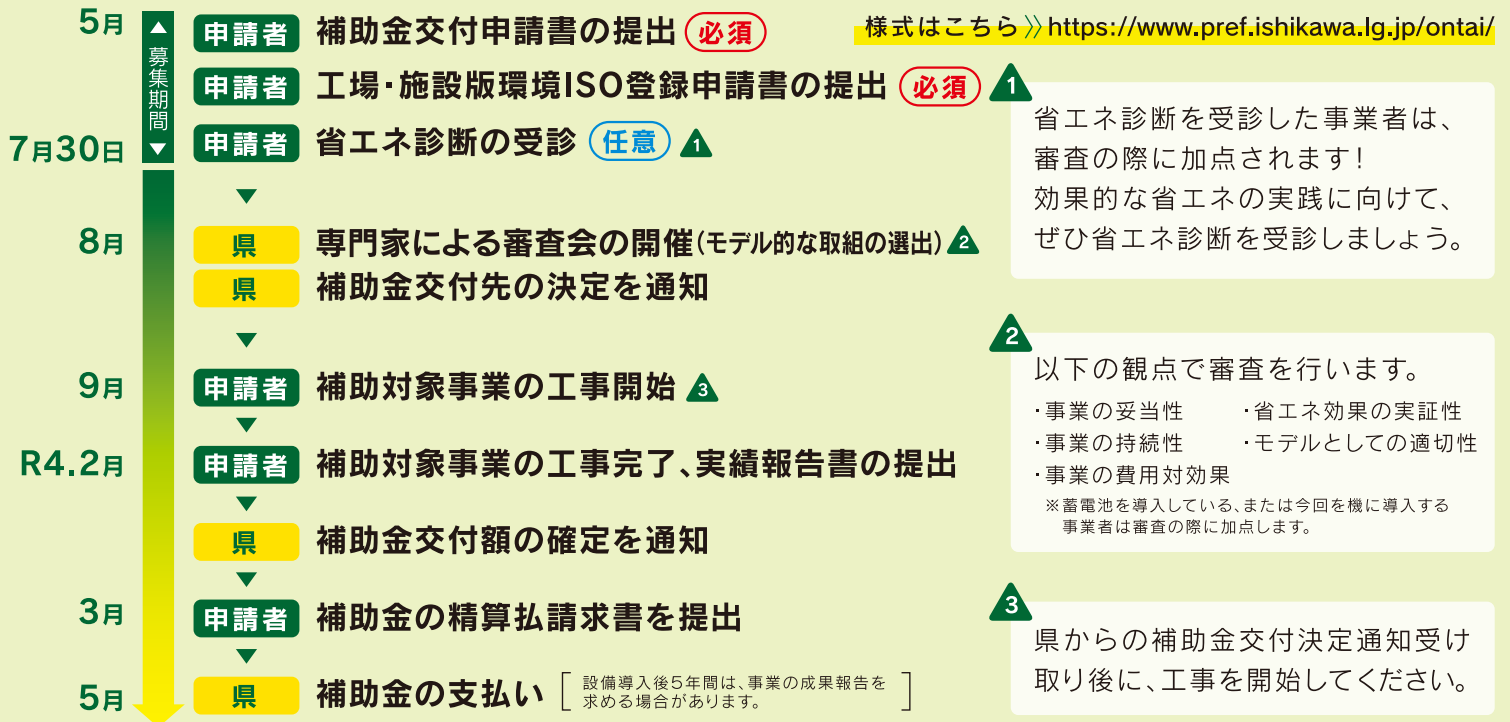 5月
▲募集期間▼
申請者 補助金交付申請書の提出 必須
様式はこちら》https://www.pref.ishikawa.lg.jp/ontai/
申請者 工場・施設版環境ISO登録申請書の提出 必須
7月30日
申請者 省エネ診断の受診 任意 1
▼
8月
県 専門家による審査会の開催(モデル的な取組の選出) 2
県 補助金交付先の決定を通知
▼
9月
申請者 補助対象事業の工事開始 3
▼
R4.2月
申請者 補助対象事業の工事完了、実績報告書の提出
▼
県 補助金交付額の確定を通知
▼
3月
申請者 補助金の精算払請求書を提出
▼
5月
県 補助金の支払い
[設備導入後5年間は、事業の成果報告を
求める場合があります。]
1
省エネ診断を受診した事業者は、
審査の際に加点されます!
効果的な省エネの実践に向けて、
ぜひ省エネ診断を受診しましょう。
2
以下の観点で審査を行います。
・事業の妥当性 ・省エネ効果の実証性
・事業の持続性 ・モデルとしての適切性
・事業の費用対効果
※蓄電池を導入している、または今回を機に導入する
事業者は審査の際に加点します。
3
県からの補助金交付決定通知受け
取り後に、工事を開始してください。